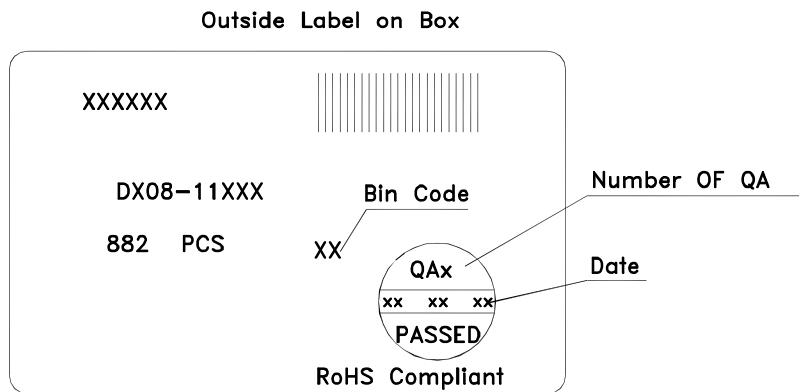 Outside Label on Box
XXXXXX
DX08-11XXX
Bin Code
Number OF QA
882 PCS
XX
QAx
Date
xx xx xx
PASSED
RoHS Compliant